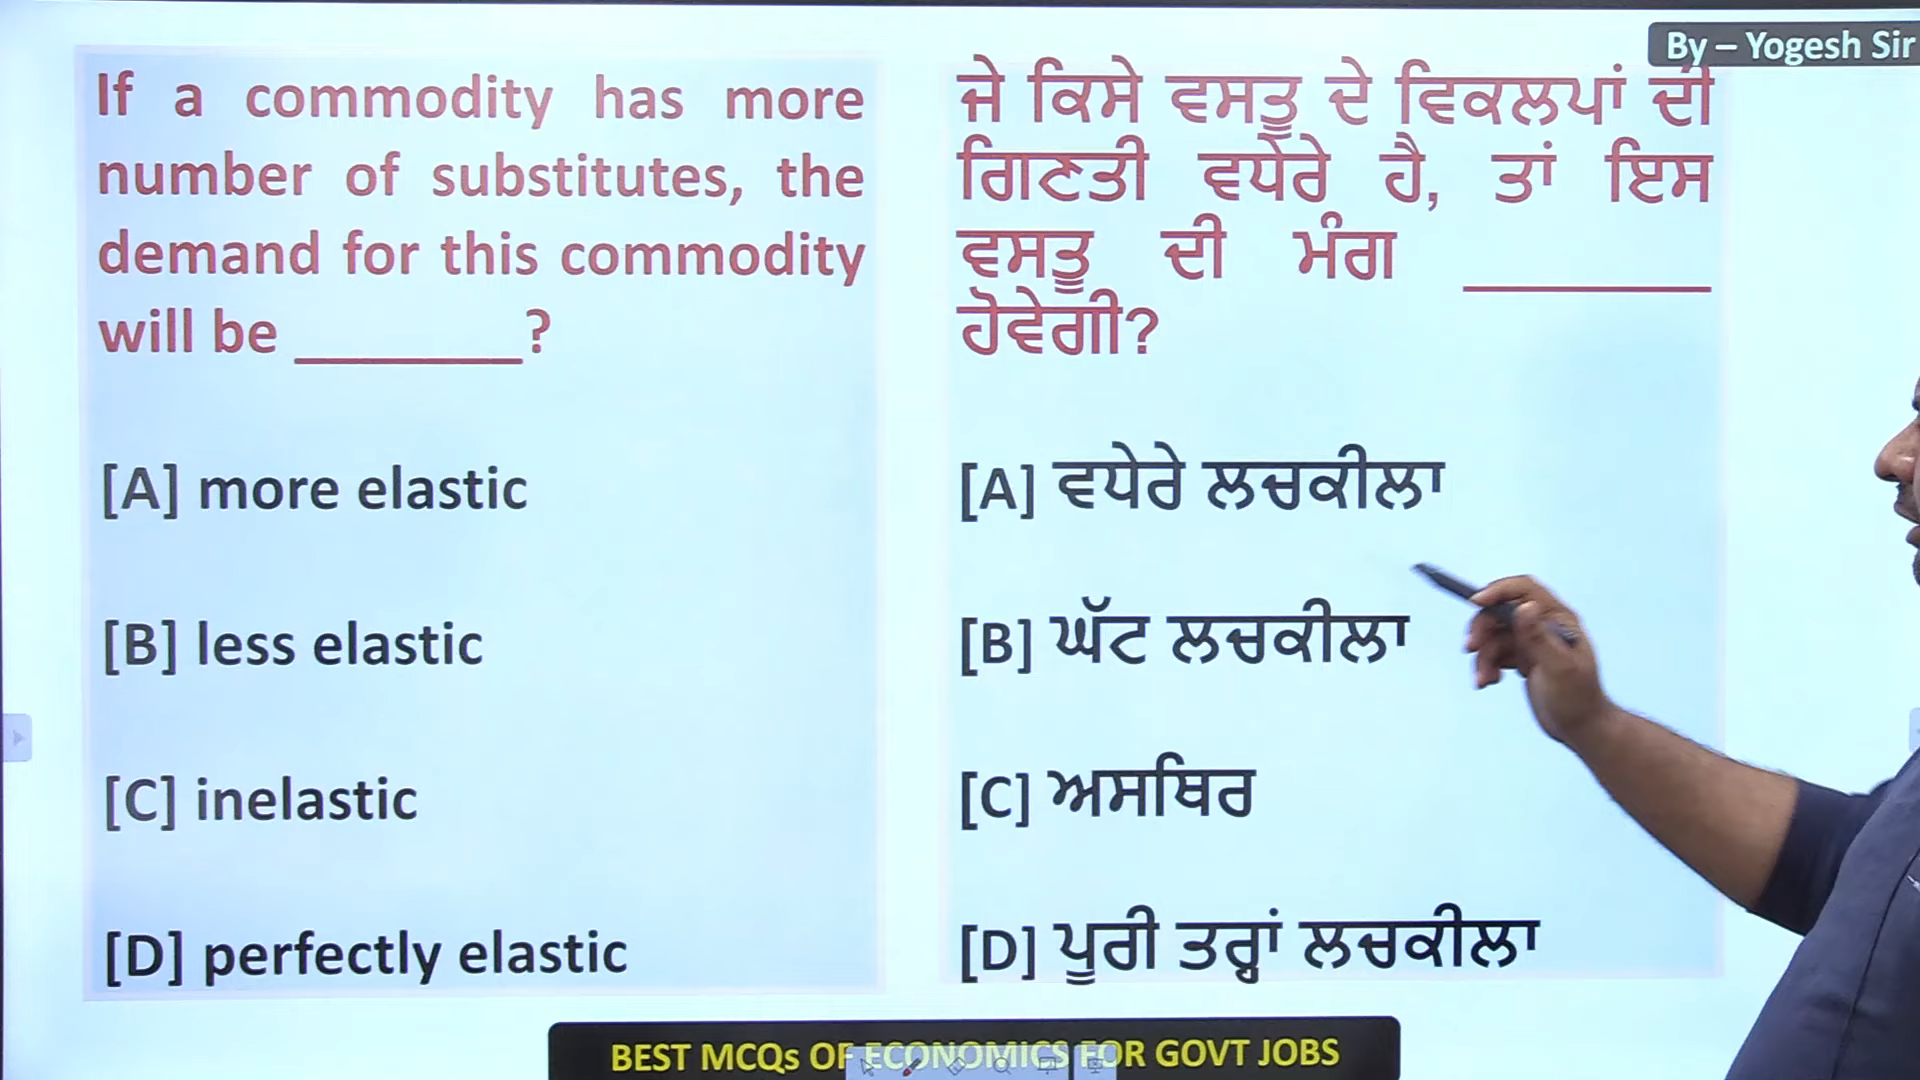 By – Yogesh Sir
If a commodity has more
number of substitutes, the
demand for this commodity
will be ________?
[A] more elastic
[B] less elastic
[C] inelastic
[D] perfectly elastic
ਜੇ ਕਿਸੇ ਵਸਤੂ ਦੇ ਵਿਕਲਪਾਂ ਦੀ
ਗਿਣਤੀ ਵਧੇਰੇ ਹੈ, ਤਾਂ ਇਸ
ਵਸਤੂ ਦੀ ਮੰਗ ________
ਹੋਵੇਗੀ?
[A] ਵਧੇਰੇ ਲਚਕੀਲਾ
[B] ਘੱਟ ਲਚਕੀਲਾ
[C] ਅਸਥਿਰ
[D] ਪੂਰੀ ਤਰ੍ਹਾਂ ਲਚਕੀਲਾ
BEST MCQs OF ECONOMICS FOR GOVT JOBS